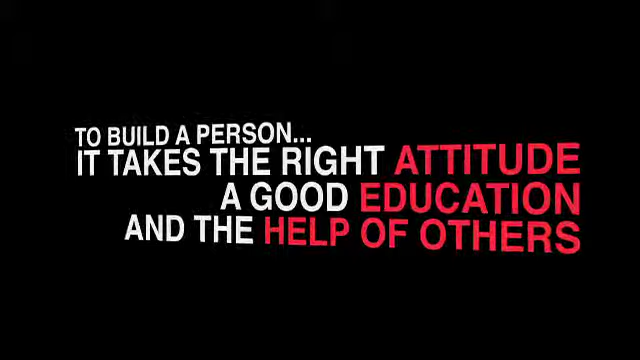 TO BUILD A PERSON...
IT TAKES THE RIGHT ATTITUDE
A GOOD EDUCATION
AND THE HELP OF OTHERS